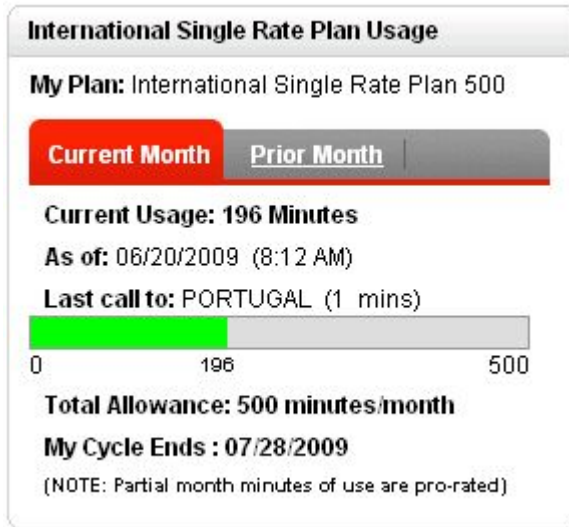 International Single Rate Plan Usage
My Plan: International Single Rate Plan 500
Current Month Prior Month
Current Usage: 196 Minutes
As of: 06/20/2009 (8:12 AM)
Last call to: PORTUGAL (1 mins)
0 196 500
Total Allowance: 500 minutes/month
My Cycle Ends : 07/28/2009
(NOTE: Partial month minutes of use are pro-rated)